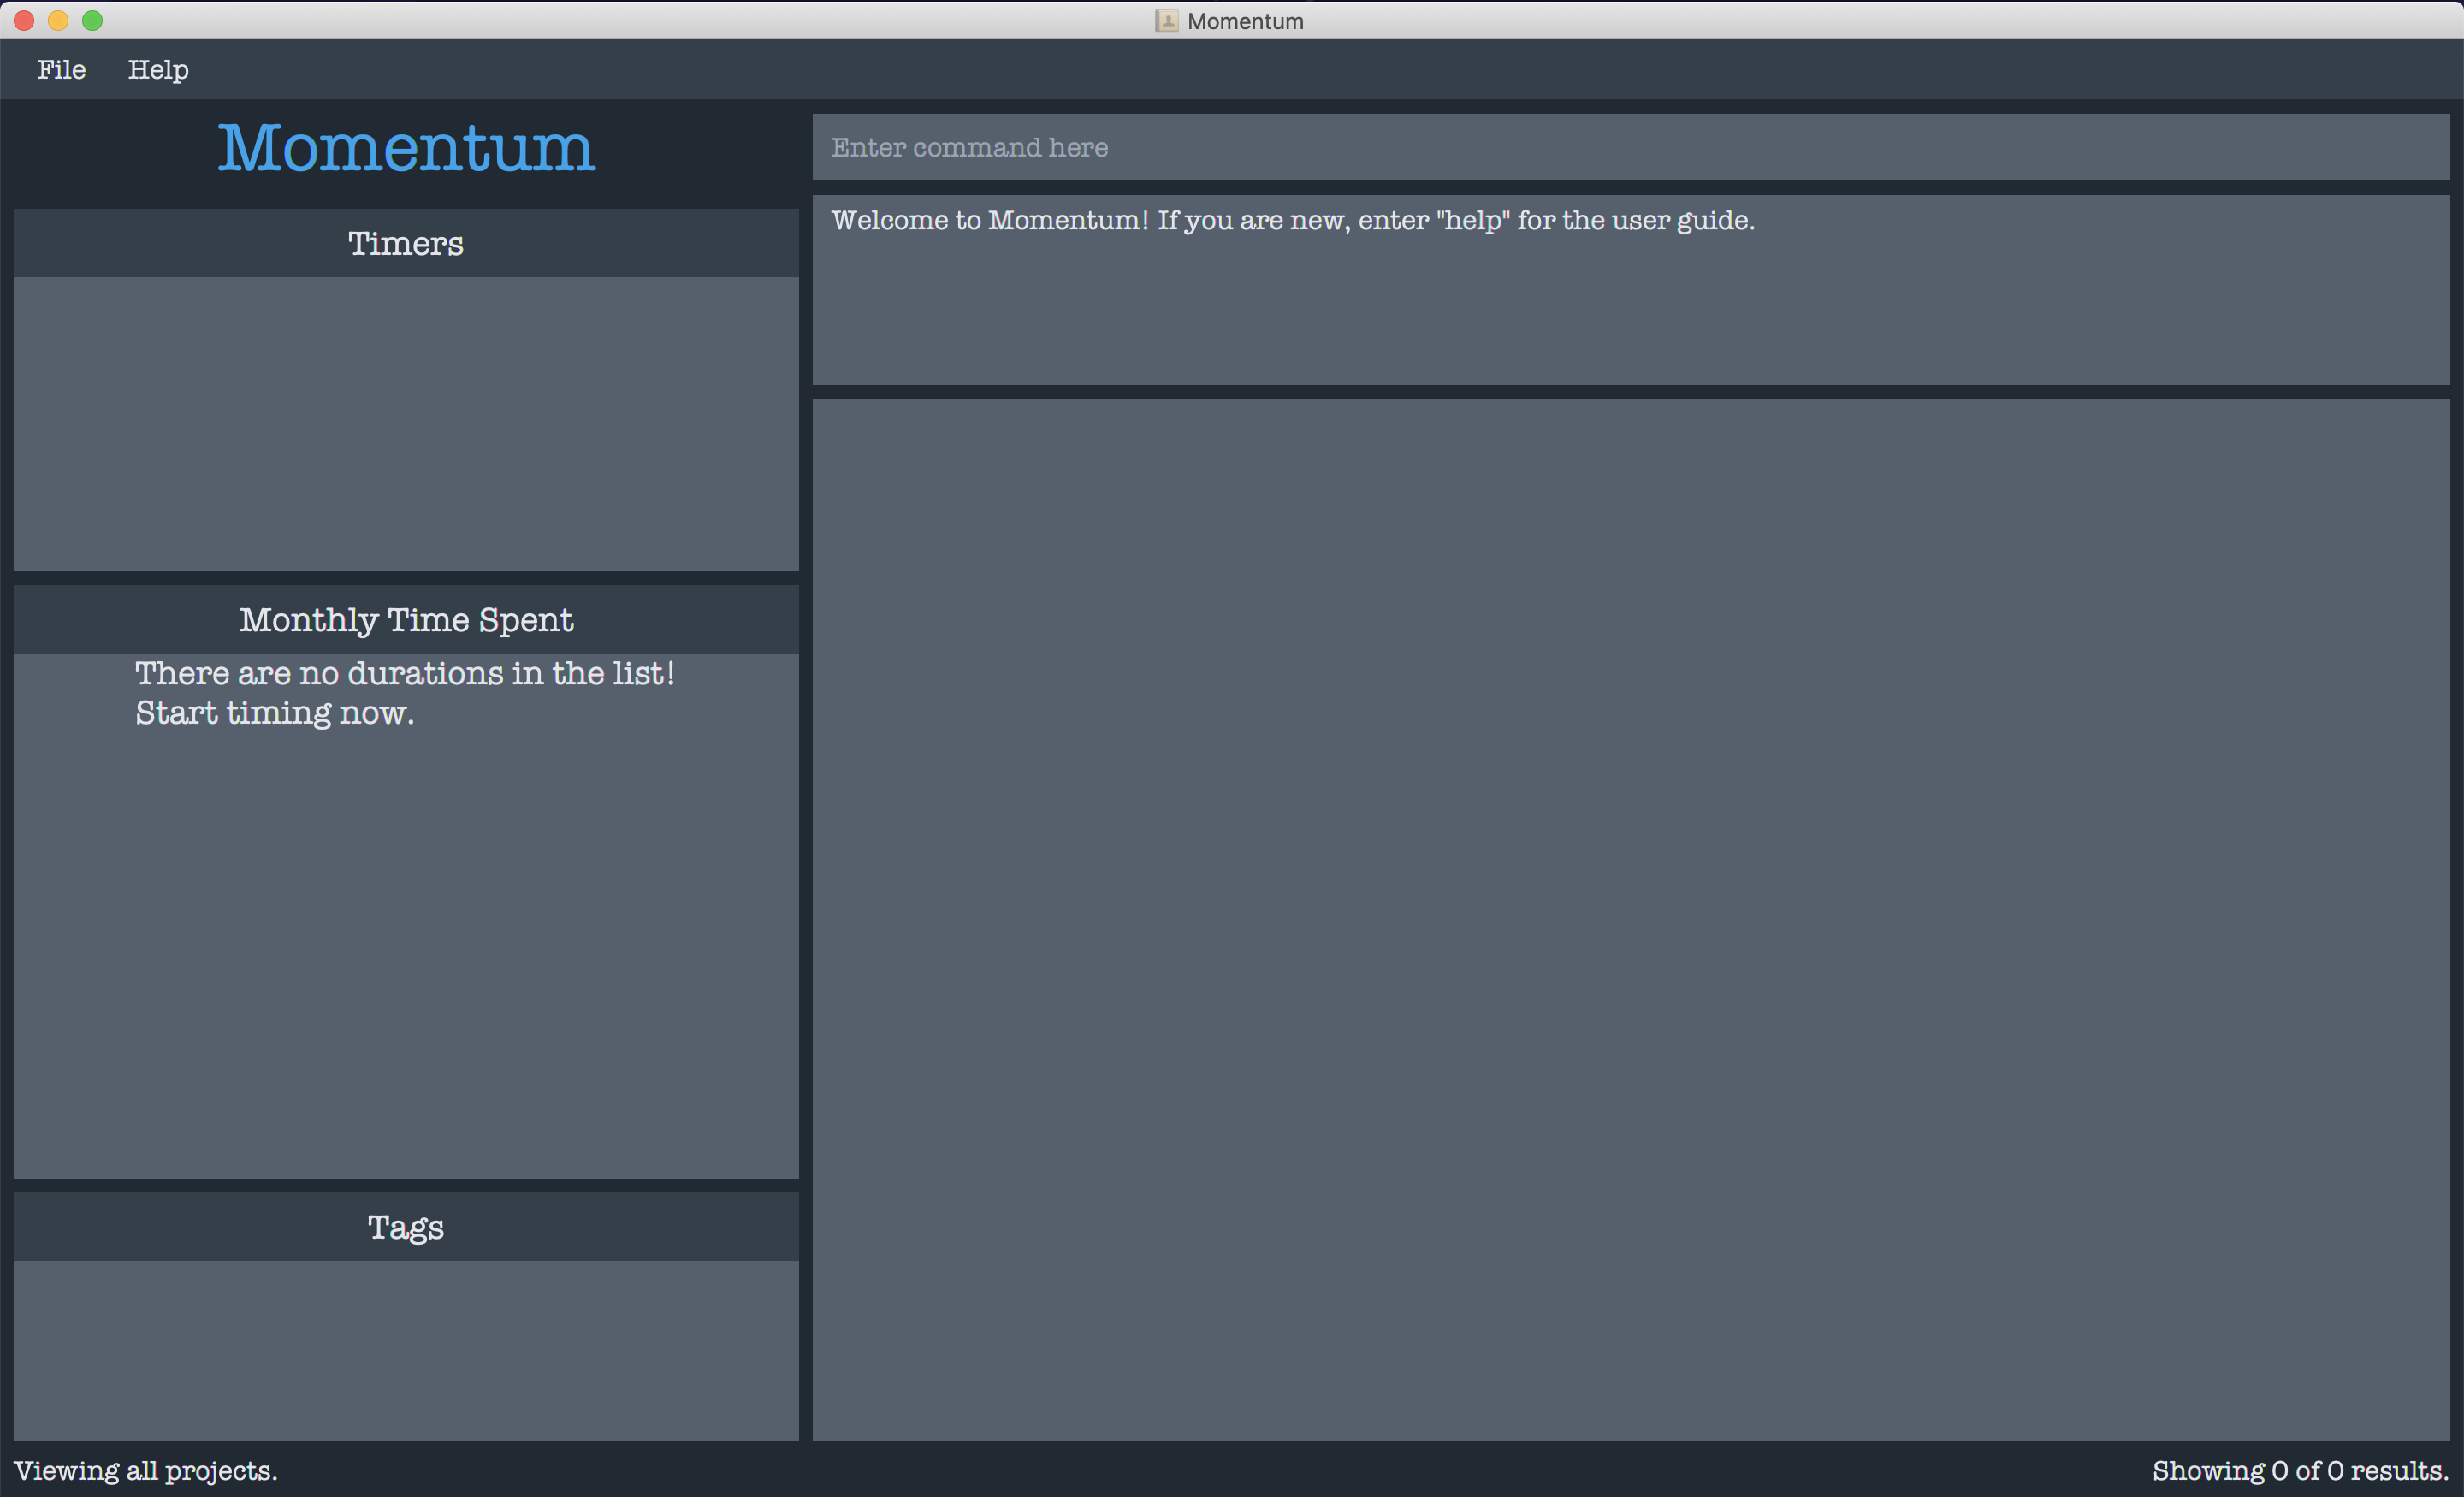 Momentum
File Help
Momentum
Enter command here
Welcome to Momentum! If you are new, enter "help" for the user guide.
Timers
Monthly Time Spent
There are no durations in the list!
Start timing now.
Tags
Viewing all projects.
Showing 0 of 0 results.